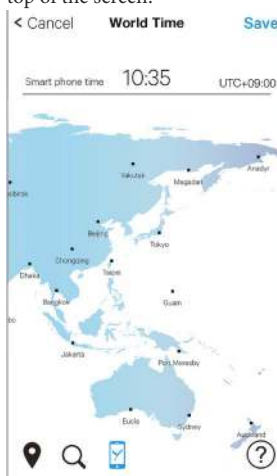 top of the screen.
< Cancel World Time Save
Smart phone time 10:35 UTC+09:00
Anadyr
Yakutsk
Magadan
Beijing
Tokyo
Chongqing
Dhaka
Taipei
Bangkok
Guam
Jakarta
Port Moresby
Eucla
Sydney
Auckland
?